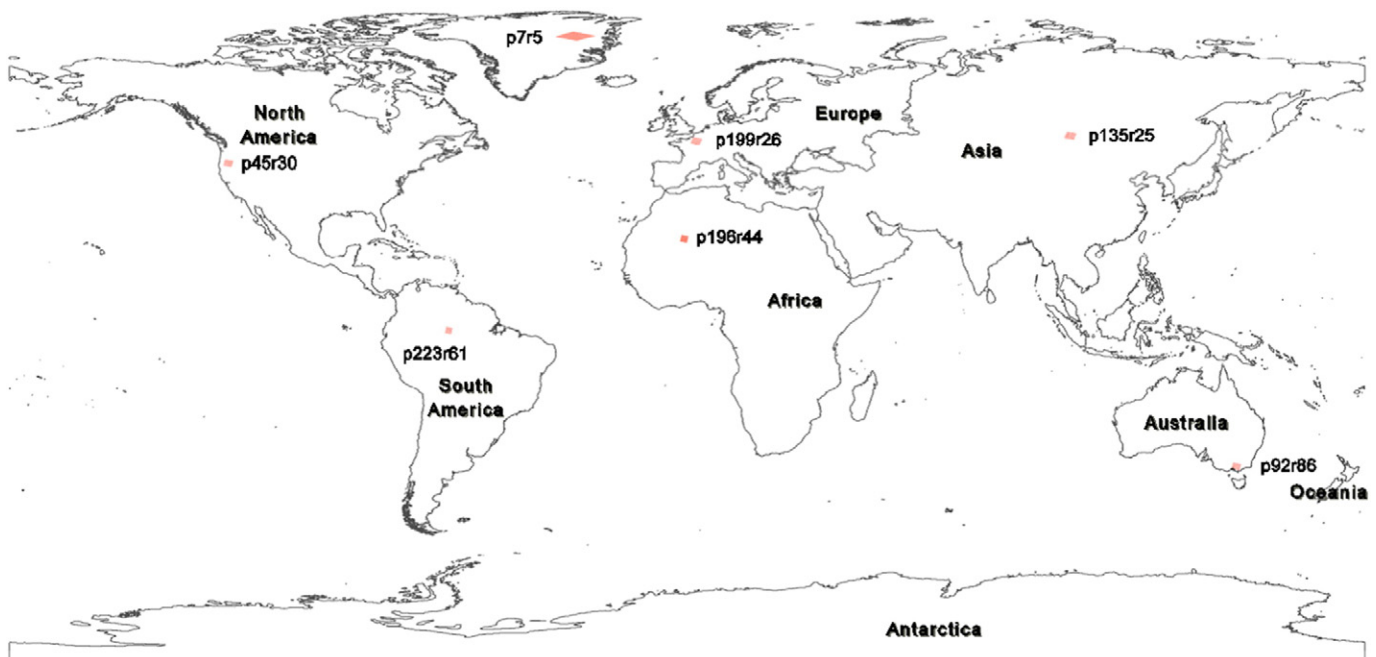 p7r5
North
America
Europe
p199r26
p135r25
Asia
p45r30
p196r44
Africa
p223r61
South
America
Australia
p92r86
Oceania
Antarctica